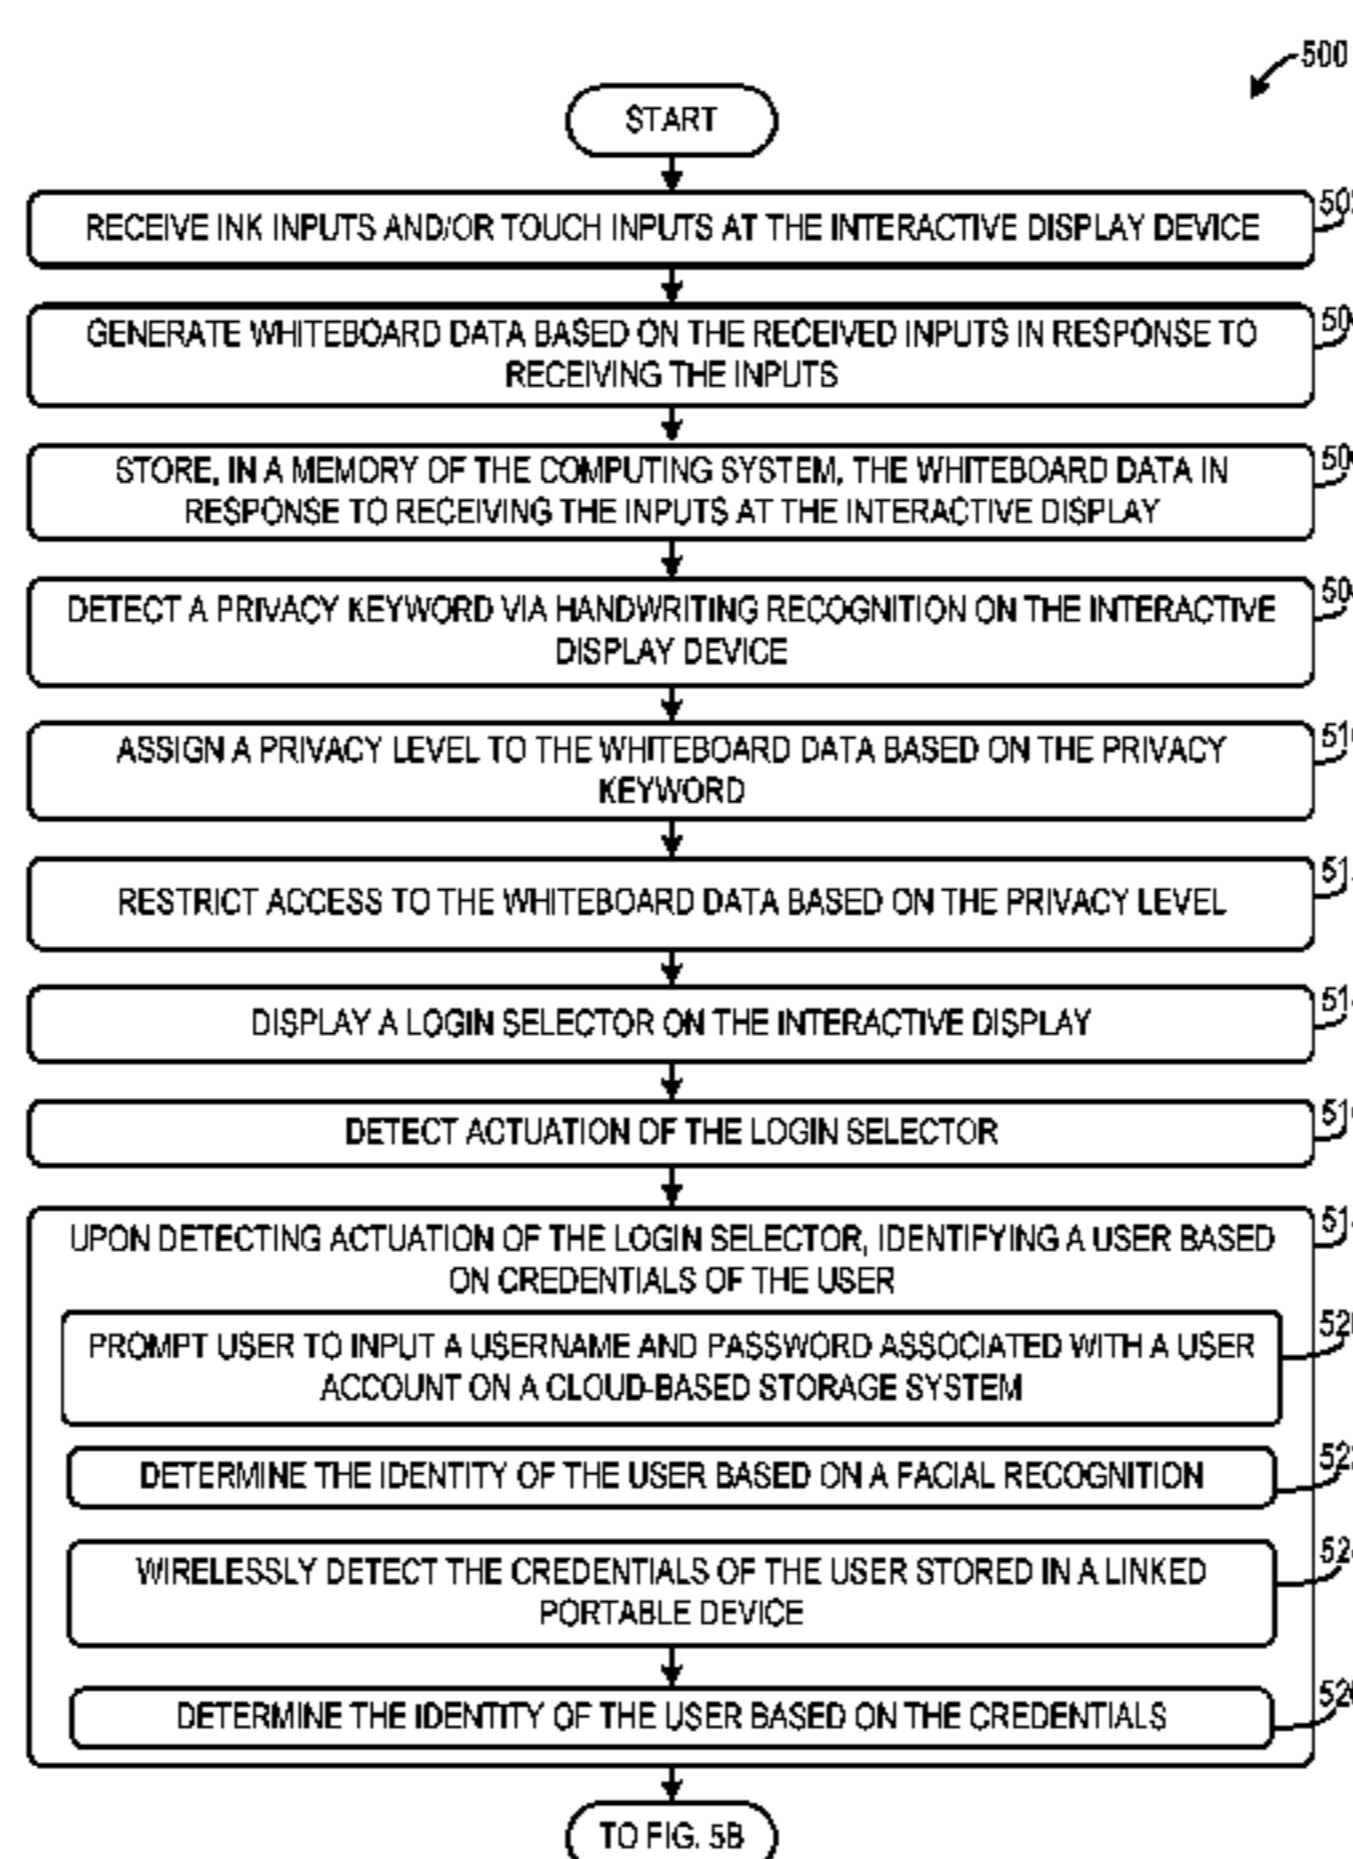 500
START
RECEIVE INK INPUTS AND/OR TOUCH INPUTS AT THE INTERACTIVE DISPLAY DEVICE
GENERATE WHITEBOARD DATA BASED ON THE RECEIVED INPUTS IN RESPONSE TO
RECEIVING THE INPUTS
STORE, IN A MEMORY OF THE COMPUTING SYSTEM, THE WHITEBOARD DATA IN
RESPONSE TO RECEIVING THE INPUTS AT THE INTERACTIVE DISPLAY
DETECT A PRIVACY KEYWORD VIA HANDWRITING RECOGNITION ON THE INTERACTIVE
DISPLAY DEVICE
ASSIGN A PRIVACY LEVEL TO THE WHITEBOARD DATA BASED ON THE PRIVACY
KEYWORD
RESTRICT ACCESS TO THE WHITEBOARD DATA BASED ON THE PRIVACY LEVEL
DISPLAY A LOGIN SELECTOR ON THE INTERACTIVE DISPLAY
DETECT ACTUATION OF THE LOGIN SELECTOR
UPON DETECTING ACTUATION OF THE LOGIN SELECTOR, IDENTIFYING A USER BASED
ON CREDENTIALS OF THE USER
PROMPT USER TO INPUT A USERNAME AND PASSWORD ASSOCIATED WITH A USER
ACCOUNT ON A CLOUD-BASED STORAGE SYSTEM
DETERMINE THE IDENTITY OF THE USER BASED ON A FACIAL RECOGNITION
WIRELESSLY DETECT THE CREDENTIALS OF THE USER STORED IN A LINKED
PORTABLE DEVICE
DETERMINE THE IDENTITY OF THE USER BASED ON THE CREDENTIALS
TO FIG. 5B